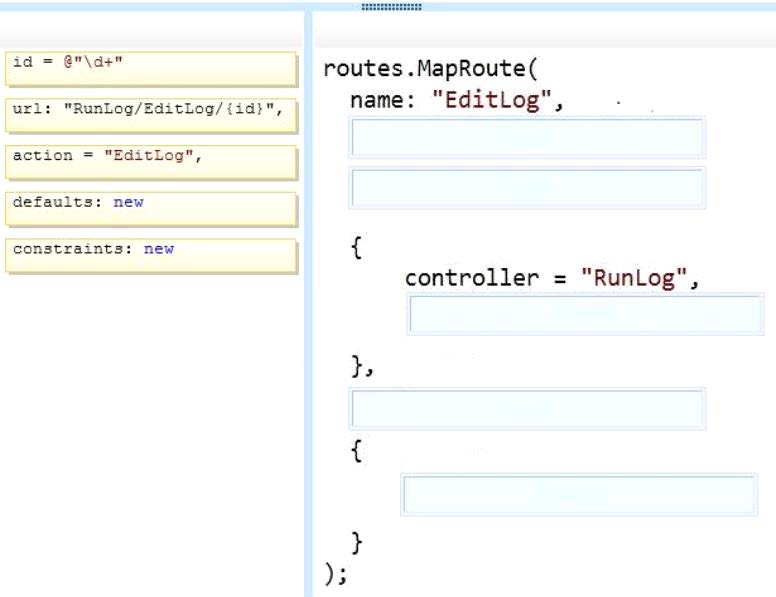 id = @"\d+"
url: "RunLog/EditLog/{id}",
action = "EditLog",
defaults: new
constraints: new
routes.MapRoute(
name: "EditLog",
{
controller = "RunLog",
},
{
}
);